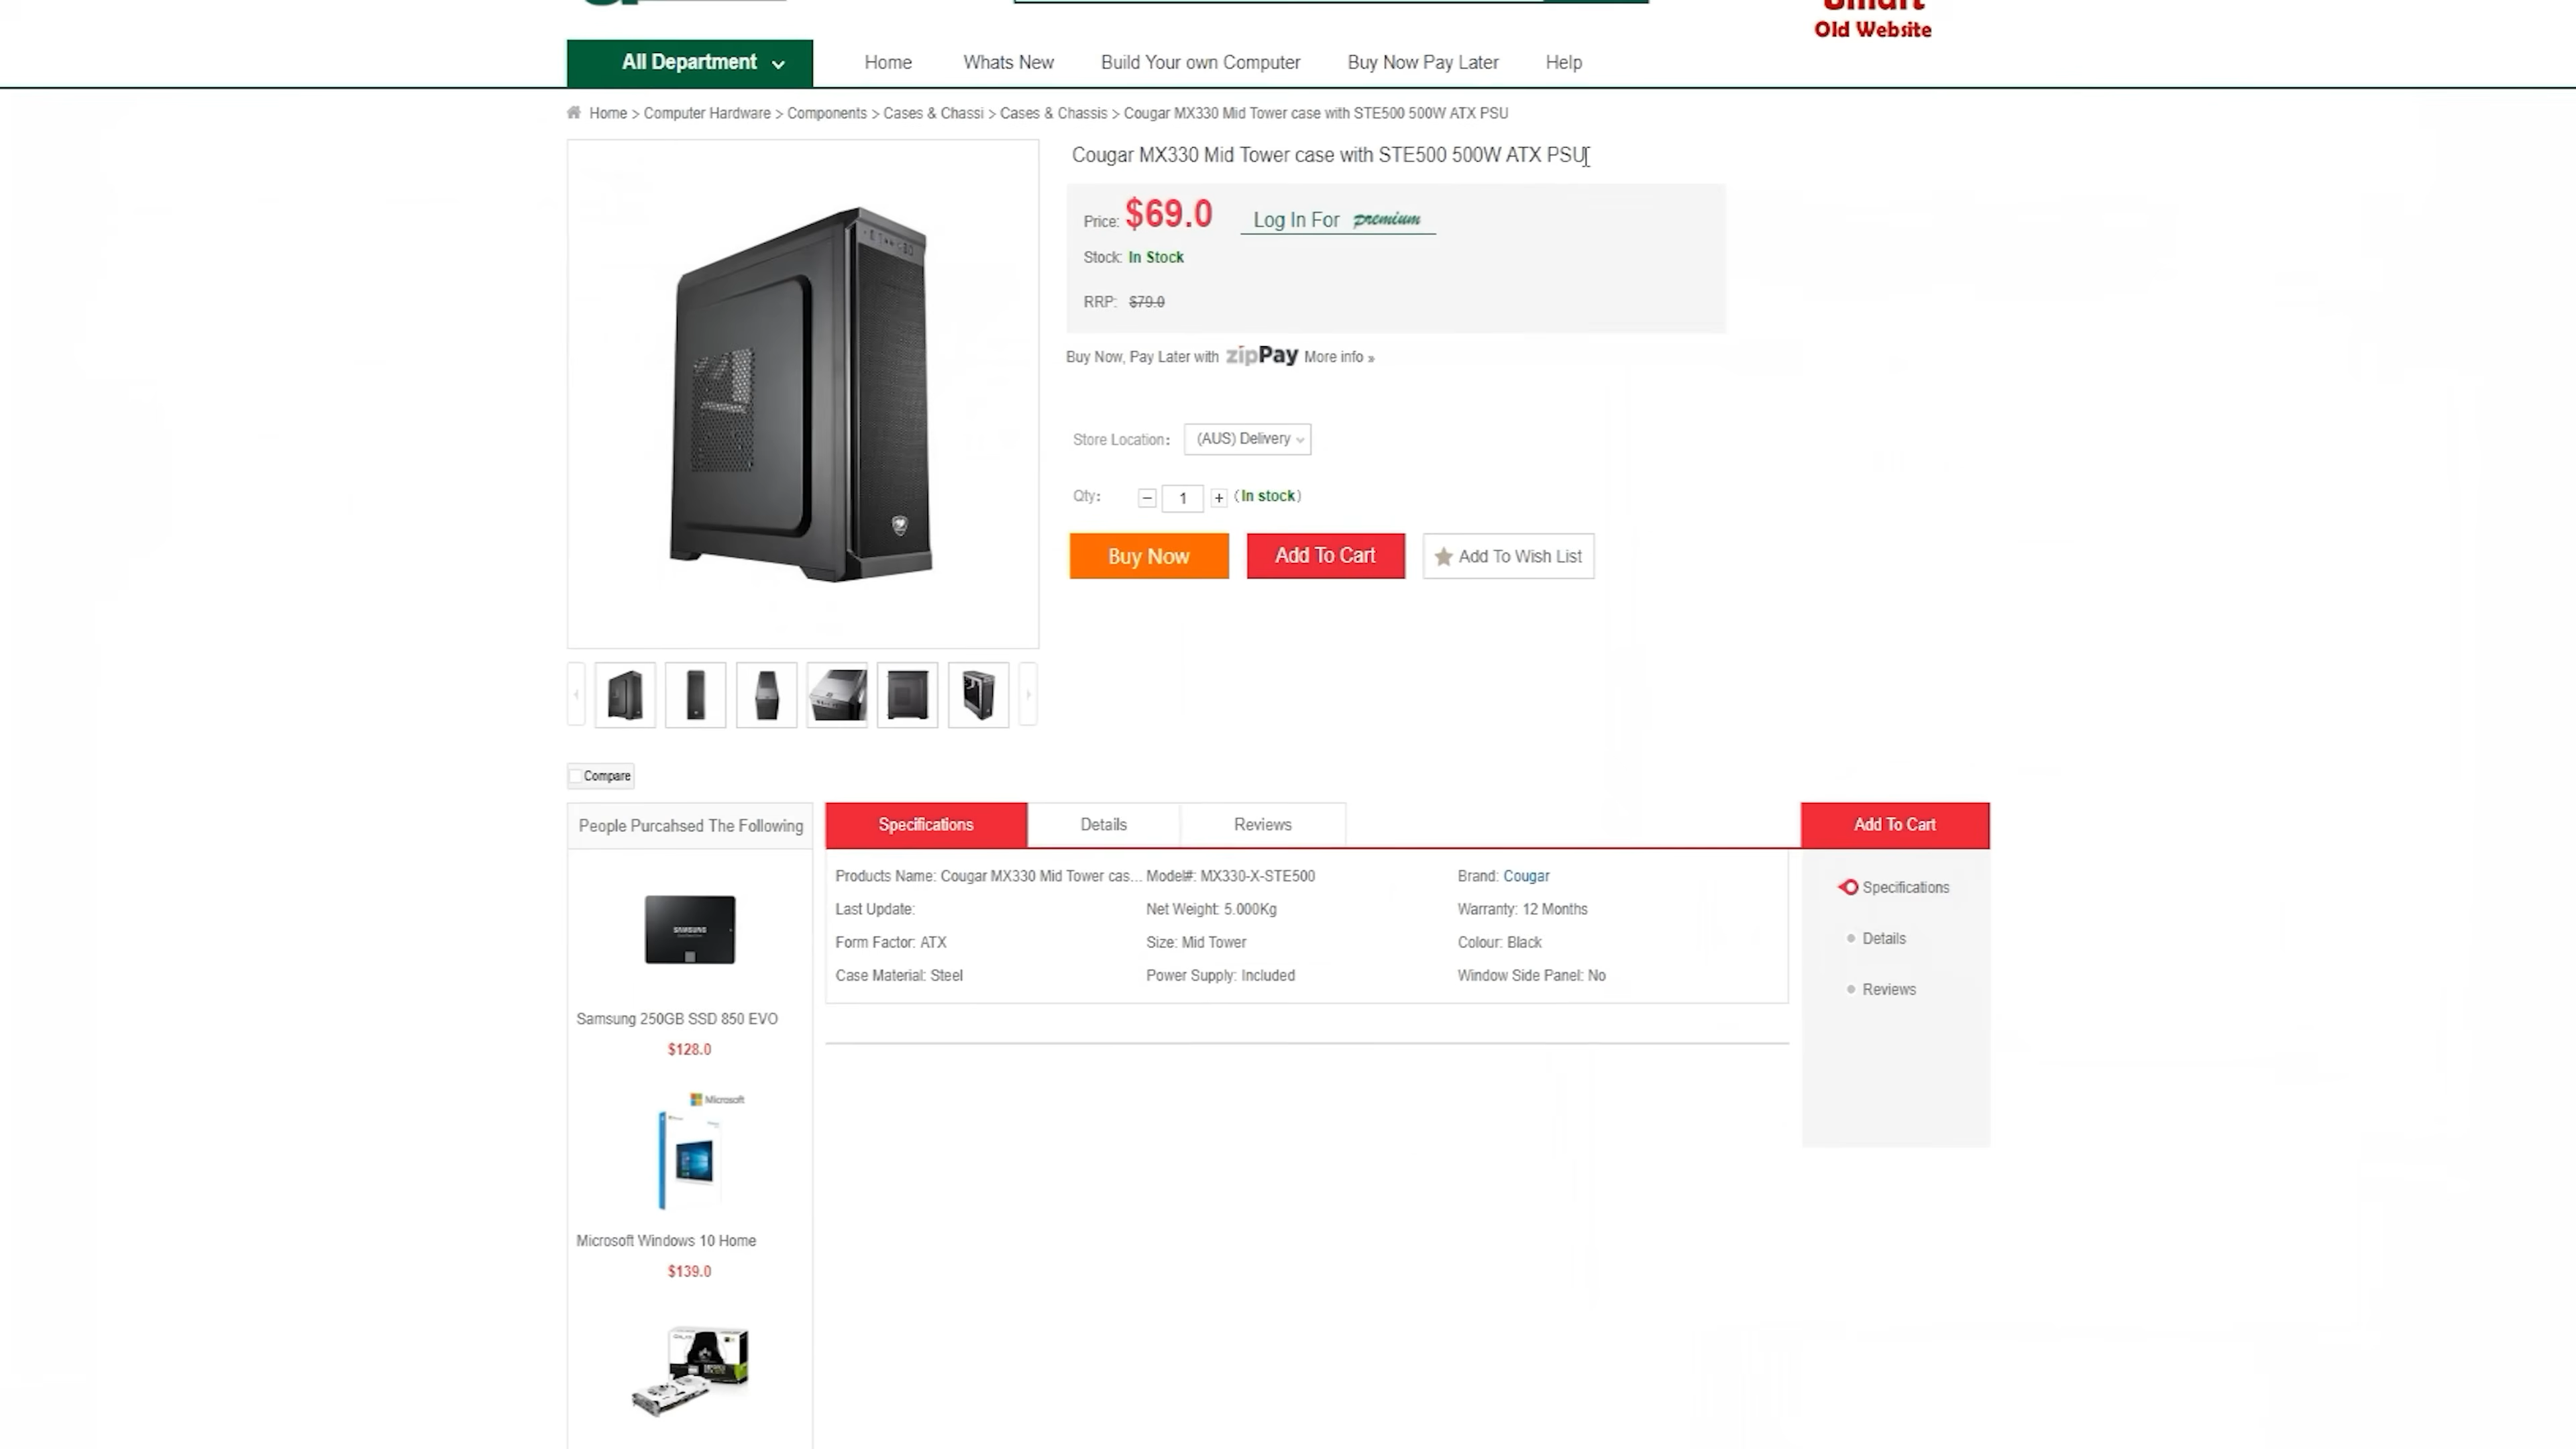 Smart
Old Website
All Department
Home
Whats New
Build Your own Computer
Buy Now Pay Later
Help
Home > Computer Hardware > Components > Cases & Chassi > Cases & Chassis > Cougar MX330 Mid Tower case with STE500 500W ATX PSU
Cougar MX330 Mid Tower case with STE500 500W ATX PSU
Price: $69.0 Log In For premium
Stock: In Stock
RRP: $79.0
Buy Now, Pay Later with zipPay More info »
Store Location: (AUS) Delivery
Qty: − 1 + (In stock)
Buy Now
Add To Cart
Add To Wish List
Compare
People Purcahsed The Following
Specifications
Details
Reviews
Add To Cart
Products Name: Cougar MX330 Mid Tower cas... Model#: MX330-X-STE500 Brand: Cougar
Last Update: Net Weight: 5.000Kg Warranty: 12 Months
Form Factor: ATX Size: Mid Tower Colour: Black
Case Material: Steel Power Supply: Included Window Side Panel: No
Specifications
Details
Reviews
SAMSUNG
Samsung 250GB SSD 850 EVO
$128.0
Microsoft
Microsoft Windows 10 Home
$139.0